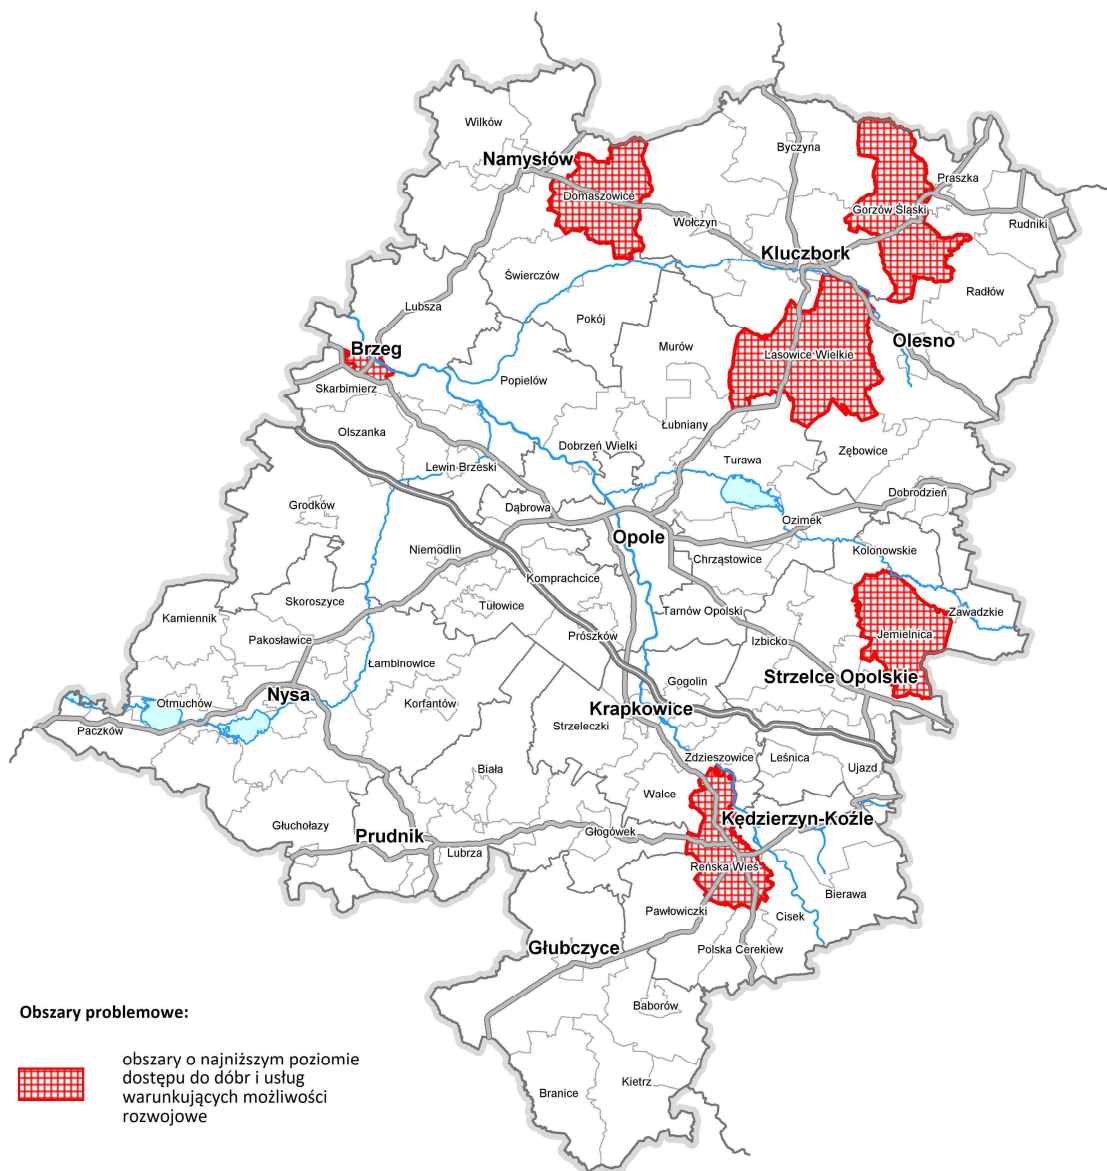 Wilków
Namysłów
Byczyna
Praszka
Domaszowice
Gorzów Śląski
Wołczyn
Rudniki
Kluczbork
Świerczów
Radłów
Lubsza
Pokój
Olesno
Brzeg
Murów
Lasowice Wielkie
Popielów
Skarbimierz
Łubniany
Olszanka
Dobrzeń Wielki
Zębowice
Turawa
Lewin Brzeski
Dobrodzień
Grodków
Dąbrowa
Ozimek
Opole
Niemodlin
Kolonowskie
Chrząstowice
Komprachcice
Skoroszyce
Tułowice
Zawadzkie
Kamiennik
Tarnów Opolski
Jemielnica
Pakosławice
Prószków
Izbicko
Łambinowice
Strzelce Opolskie
Gogolin
Nysa
Otmuchów
Korfantów
Krapkowice
Paczków
Strzeleczki
Zdzieszowice
Leśnica
Biała
Ujazd
Walce
Kędzierzyn-Koźle
Głuchołazy
Prudnik
Głogówek
Lubrza
Reńska Wieś
Bierawa
Pawłowiczki
Cisek
Głubczyce
Polska Cerekiew
Baborów
Kietrz
Branice
Obszary problemowe:
obszary o najniższym poziomie
dostępu do dóbr i usług
warunkujących możliwości
rozwojowe